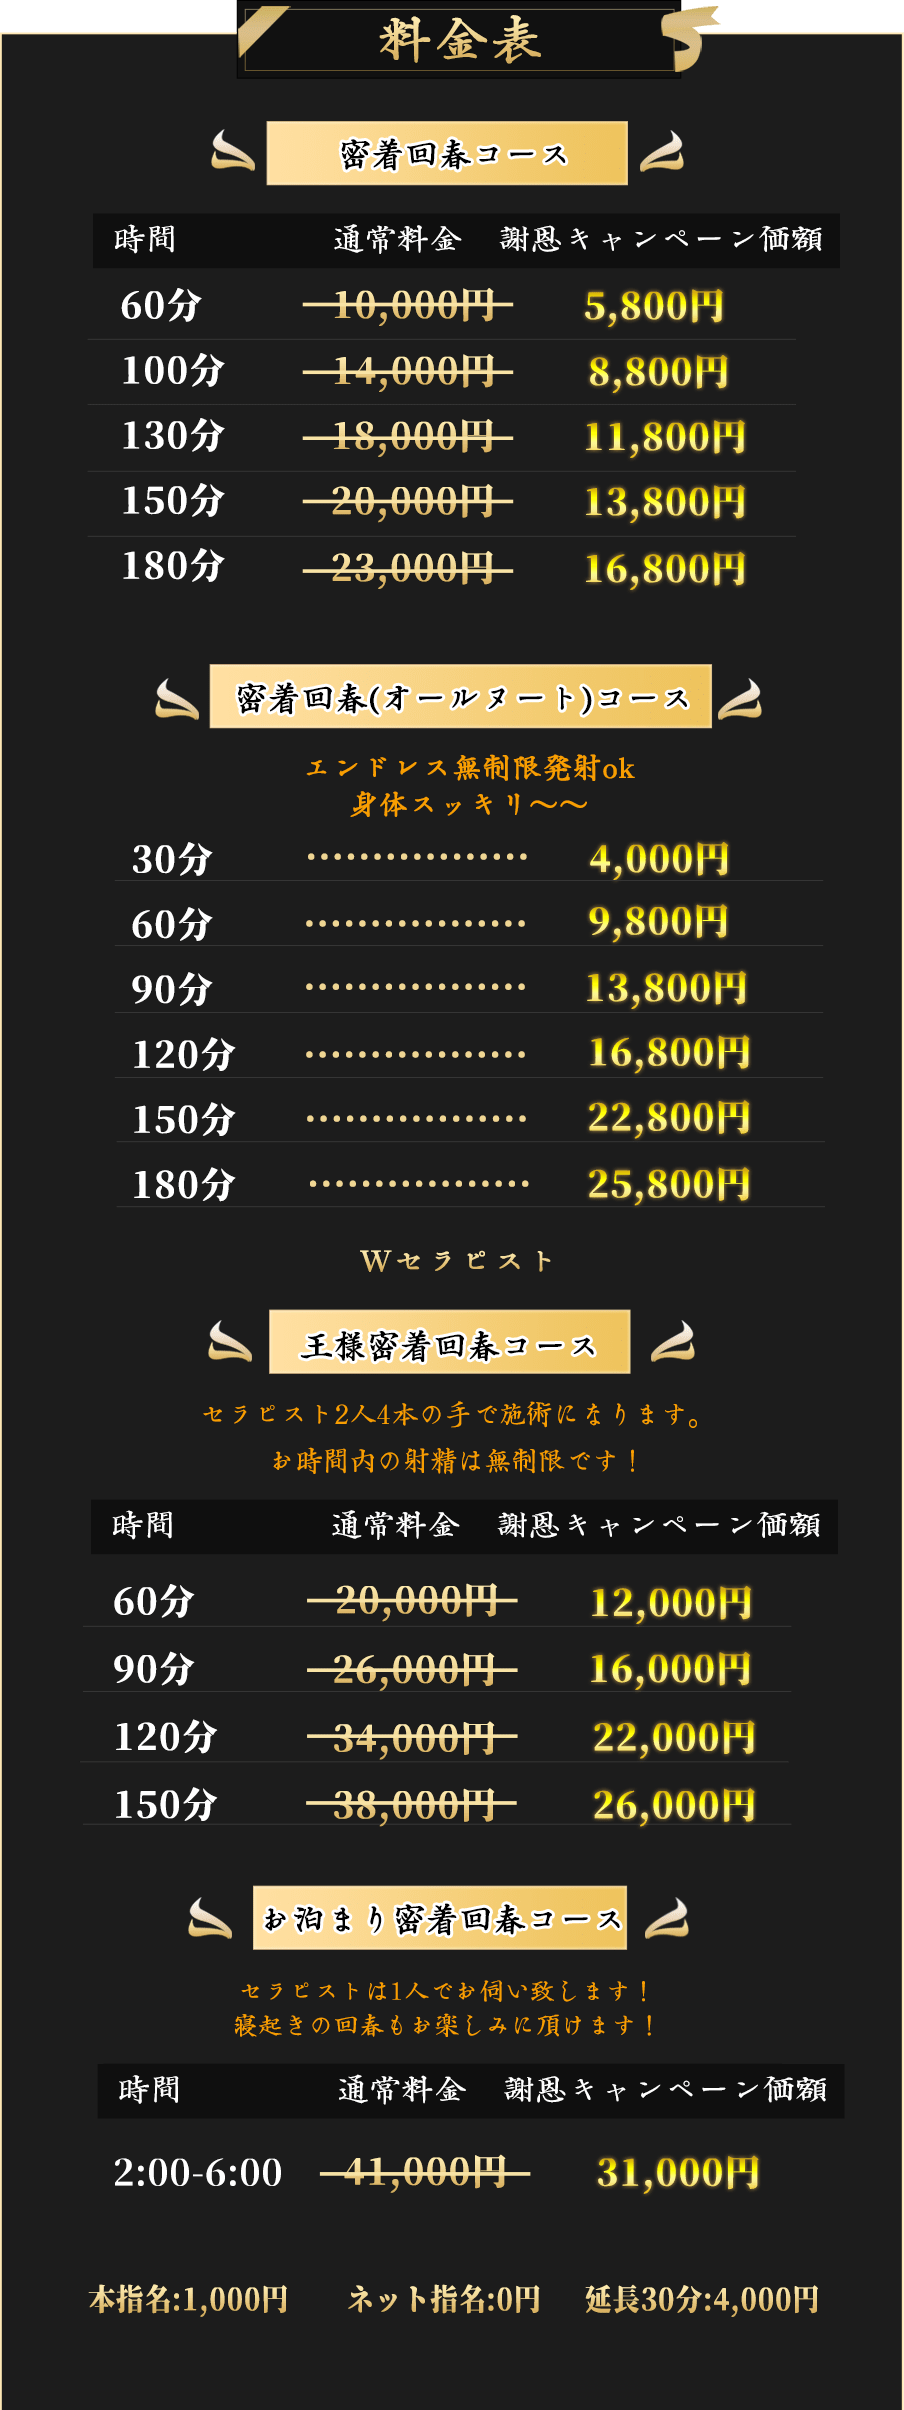 料金表
密着回春コース
時間 通常料金 謝恩キャンペーン価額
60分 10,000円 5,800円
100分 14,000円 8,800円
130分 18,000円 11,800円
150分 20,000円 13,800円
180分 23,000円 16,800円
密着回春(オールヌート)コース
エンドレス無制限発射ok
身体スッキリ～～
30分 ················· 4,000円
60分 ················· 9,800円
90分 ················· 13,800円
120分 ················· 16,800円
150分 ················· 22,800円
180分 ················· 25,800円
Wセラピスト
王様密着回春コース
セラピスト2人4本の手で施術になります。
お時間内の射精は無制限です！
時間 通常料金 謝恩キャンペーン価額
60分 20,000円 12,000円
90分 26,000円 16,000円
120分 34,000円 22,000円
150分 38,000円 26,000円
お泊まり密着回春コース
セラピストは1人でお伺い致します！
寝起きの回春もお楽しみに頂けます！
時間 通常料金 謝恩キャンペーン価額
2:00-6:00 41,000円 31,000円
本指名:1,000円 ネット指名:0円 延長30分:4,000円